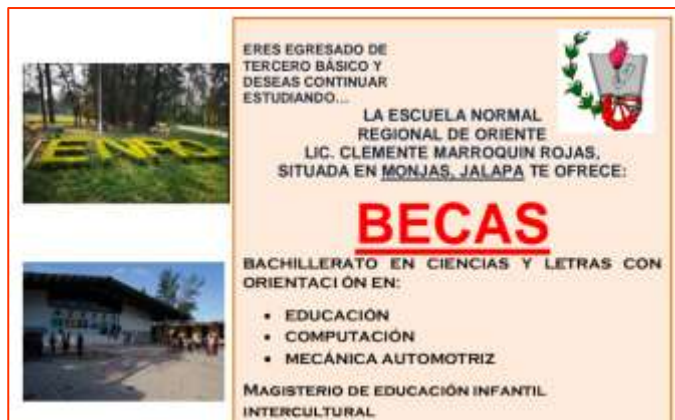 ENRO
ERES EGRESADO DE
TERCERO BÁSICO Y
DESEAS CONTINUAR
ESTUDIANDO...
LA ESCUELA NORMAL
REGIONAL DE ORIENTE
LIC. CLEMENTE MARROQUIN ROJAS,
SITUADA EN MONJAS, JALAPA TE OFRECE:
BECAS
BACHILLERATO EN CIENCIAS Y LETRAS CON
ORIENTACIÓN EN:
• EDUCACIÓN
• COMPUTACIÓN
• MECÁNICA AUTOMOTRIZ
MAGISTERIO DE EDUCACIÓN INFANTIL
INTERCULTURAL